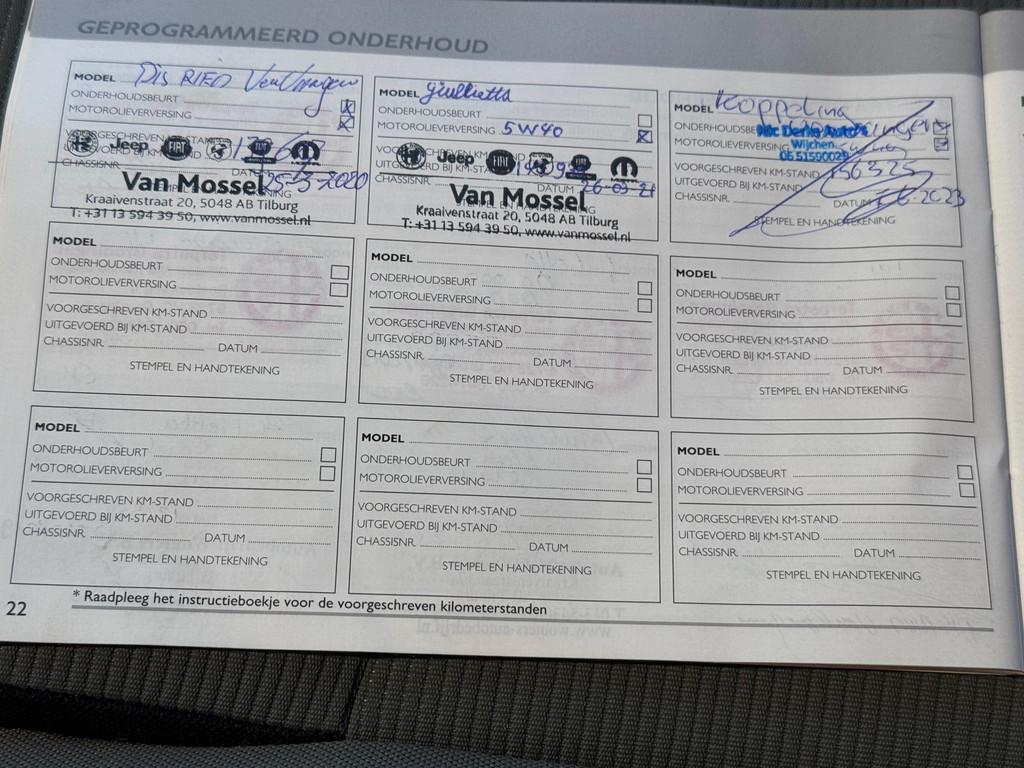 GEPROGRAMMEERD ONDERHOUD
MODEL Dis RIEM Vervangen
ONDERHOUDSBEURT
MOTOROLIEVERVERSING
Jeep FIAT
DATUM 25-3-2020
CHASSISNR.
Van Mossel
Kraaivenstraat 20, 5048 AB Tilburg
T: +31 13 594 39 50, www.vanmossel.nl
MODEL Giulietta
ONDERHOUDSBEURT
MOTOROLIEVERVERSING 5W40
Jeep FIAT
CHASSISNR. DATUM 26-03-21
Van Mossel
Kraaivenstraat 20, 5048 AB Tilburg
T: +31 13 594 39 50, www.vanmossel.nl
MODEL Koppeling
ONDERHOUDSBEURT
MOTOROLIEVERVERSING Wijchen
VOORGESCHREVEN KM-STAND
UITGEVOERD BIJ KM-STAND 156325
CHASSISNR. DATUM
STEMPEL EN HANDTEKENING
MODEL
ONDERHOUDSBEURT
MOTOROLIEVERVERSING
VOORGESCHREVEN KM-STAND
UITGEVOERD BIJ KM-STAND
CHASSISNR. DATUM
STEMPEL EN HANDTEKENING
MODEL
ONDERHOUDSBEURT
MOTOROLIEVERVERSING
VOORGESCHREVEN KM-STAND
UITGEVOERD BIJ KM-STAND
CHASSISNR. DATUM
STEMPEL EN HANDTEKENING
MODEL
ONDERHOUDSBEURT
MOTOROLIEVERVERSING
VOORGESCHREVEN KM-STAND
UITGEVOERD BIJ KM-STAND
CHASSISNR. DATUM
STEMPEL EN HANDTEKENING
MODEL
ONDERHOUDSBEURT
MOTOROLIEVERVERSING
VOORGESCHREVEN KM-STAND
UITGEVOERD BIJ KM-STAND
CHASSISNR. DATUM
STEMPEL EN HANDTEKENING
MODEL
ONDERHOUDSBEURT
MOTOROLIEVERVERSING
VOORGESCHREVEN KM-STAND
UITGEVOERD BIJ KM-STAND
CHASSISNR. DATUM
STEMPEL EN HANDTEKENING
MODEL
ONDERHOUDSBEURT
MOTOROLIEVERVERSING
VOORGESCHREVEN KM-STAND
UITGEVOERD BIJ KM-STAND
CHASSISNR. DATUM
STEMPEL EN HANDTEKENING
22
* Raadpleeg het instructieboekje voor de voorgeschreven kilometerstanden